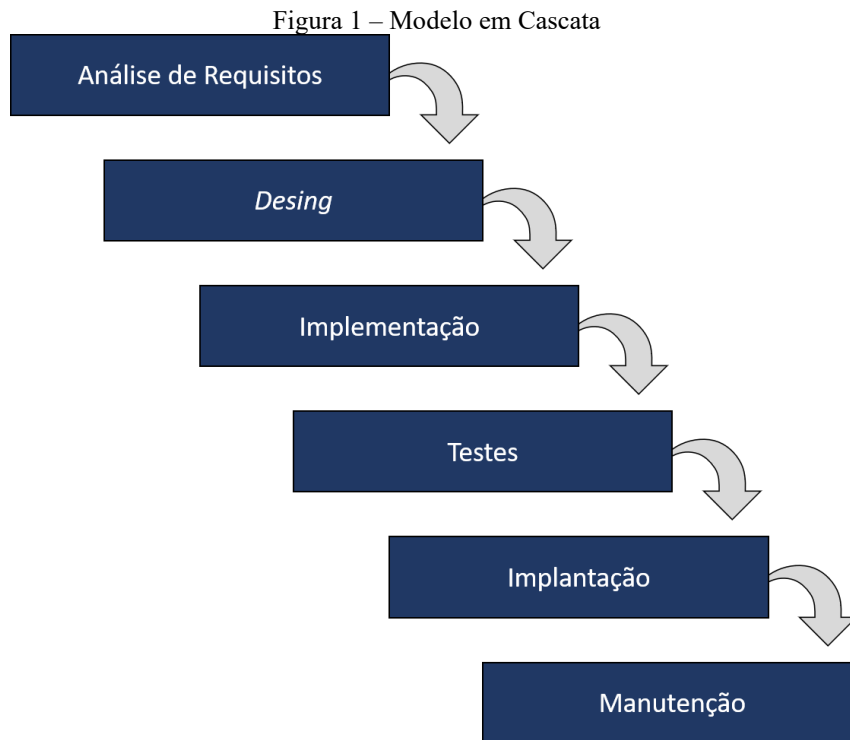 Figura 1 – Modelo em Cascata
Análise de Requisitos
Desing
Implementação
Testes
Implantação
Manutenção